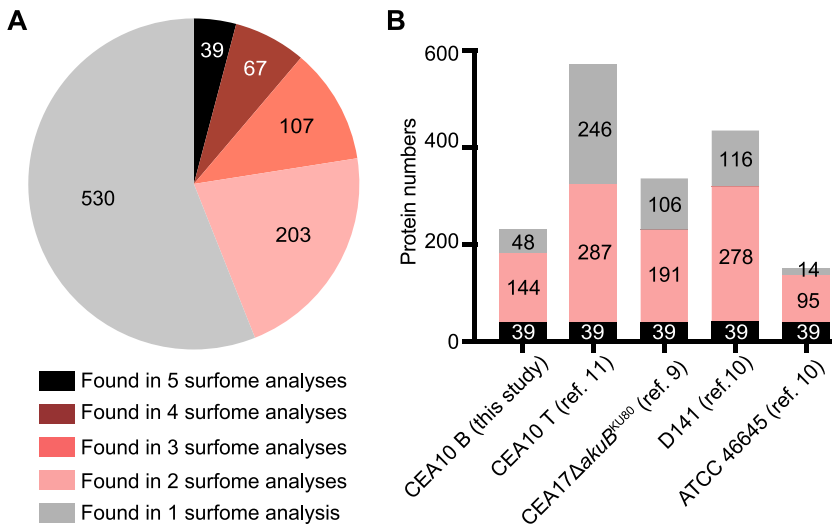 A
39
67
107
203
530
Found in 5 surfome analyses
Found in 4 surfome analyses
Found in 3 surfome analyses
Found in 2 surfome analyses
Found in 1 surfome analysis
B
Protein numbers
600
400
200
0
48
144
39
246
287
39
106
191
39
116
278
39
14
95
39
CEA10 B (this study)
CEA10 T (ref. 11)
CEA17ΔakuBᴷᵁ⁸⁰ (ref. 9)
D141 (ref.10)
ATCC 46645 (ref. 10)